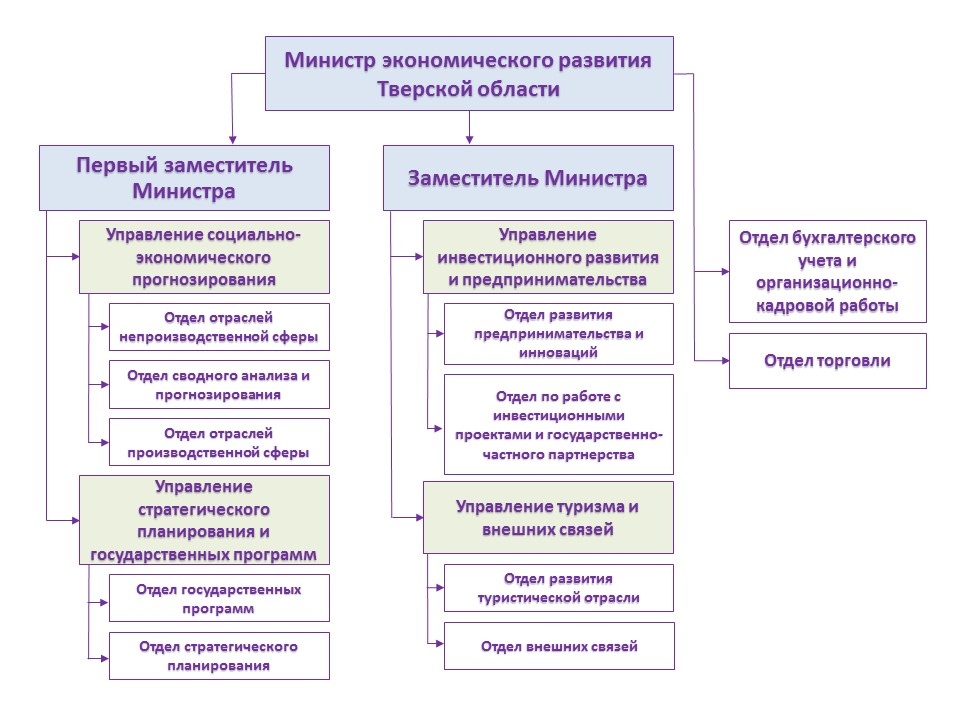 Министр экономического развития
Тверской области
Первый заместитель
Министра
Управление социально-
экономического
прогнозирования
Отдел отраслей
непроизводственной сферы
Отдел сводного анализа и
прогнозирования
Отдел отраслей
производственной сферы
Управление
стратегического
планирования и
государственных программ
Отдел государственных
программ
Отдел стратегического
планирования
Заместитель Министра
Управление
инвестиционного развития
и предпринимательства
Отдел развития
предпринимательства и
инноваций
Отдел по работе с
инвестиционными
проектами и государственно-
частного партнерства
Управление туризма и
внешних связей
Отдел развития
туристической отрасли
Отдел внешних связей
Отдел бухгалтерского
учета и
организационно-
кадровой работы
Отдел торговли